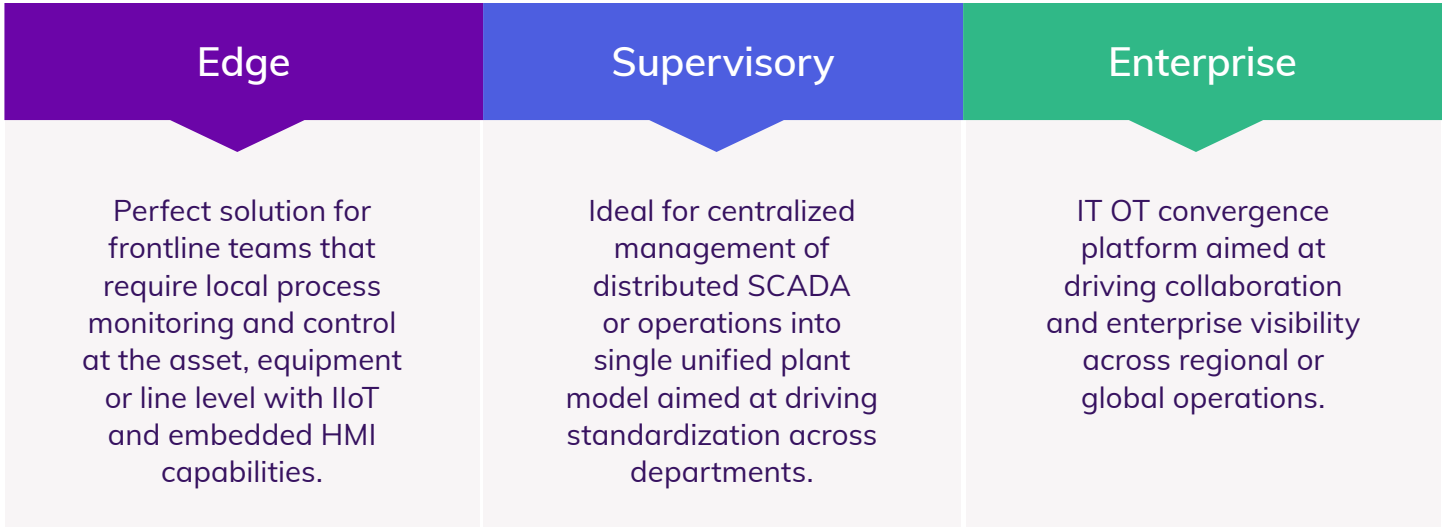 Edge
Perfect solution for
frontline teams that
require local process
monitoring and control
at the asset, equipment
or line level with IIoT
and embedded HMI
capabilities.
Supervisory
Ideal for centralized
management of
distributed SCADA
or operations into
single unified plant
model aimed at driving
standardization across
departments.
Enterprise
IT OT convergence
platform aimed at
driving collaboration
and enterprise visibility
across regional or
global operations.